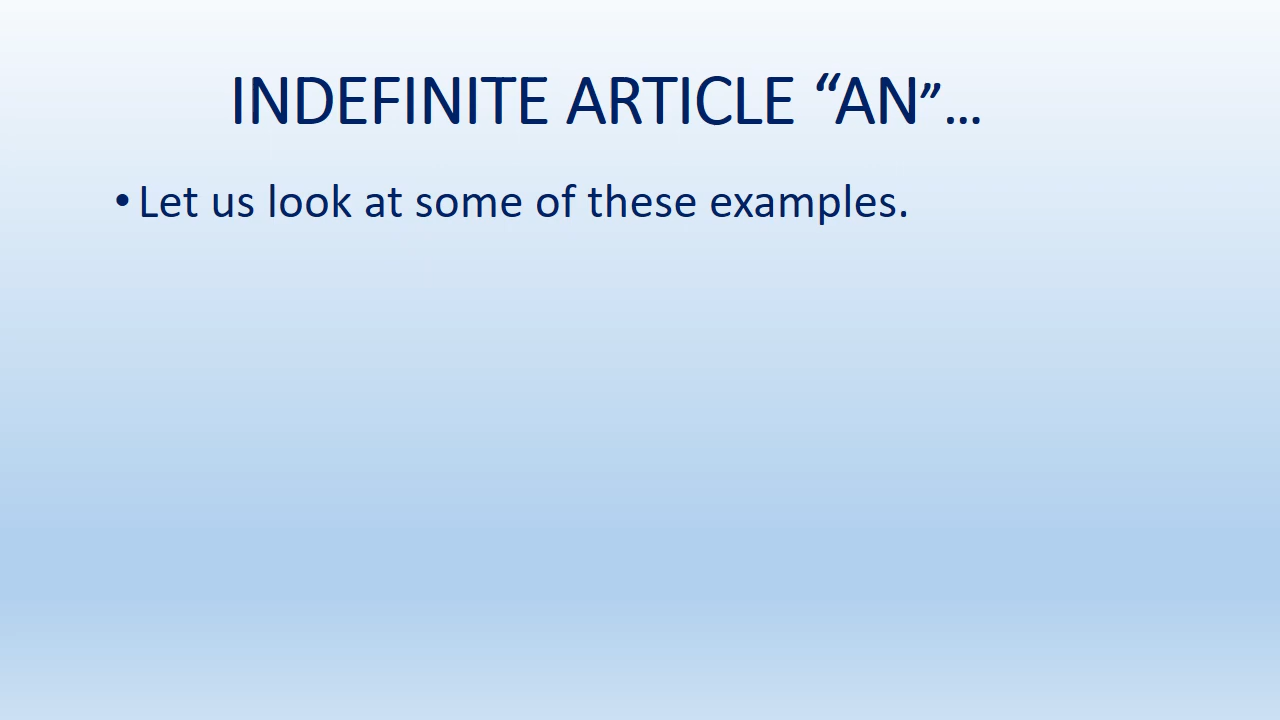 INDEFINITE ARTICLE “AN”...
• Let us look at some of these examples.